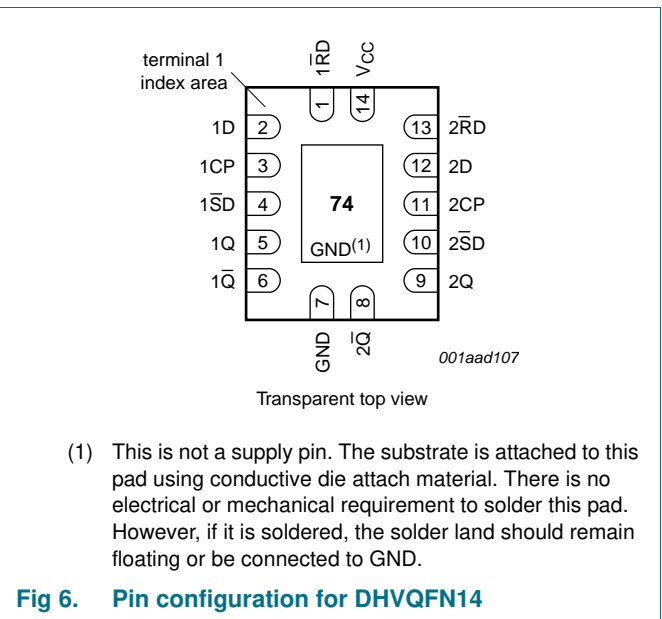 terminal 1
index area
1R̅D
VCC
1
14
1D 2
13 2R̅D
1CP 3
12 2D
1S̅D 4
11 2CP
1Q 5
10 2S̅D
1Q̅ 6
9 2Q
74
GND(1)
7
8
GND
2Q̅
001aad107
Transparent top view
(1) This is not a supply pin. The substrate is attached to this
pad using conductive die attach material. There is no
electrical or mechanical requirement to solder this pad.
However, if it is soldered, the solder land should remain
floating or be connected to GND.
Fig 6. Pin configuration for DHVQFN14